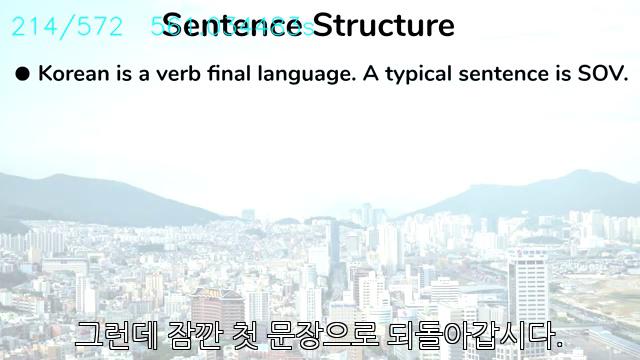 214/572
Sentence Structure
● Korean is a verb final language. A typical sentence is SOV.
그런데 잠깐 첫 문장으로 되돌아갑시다.